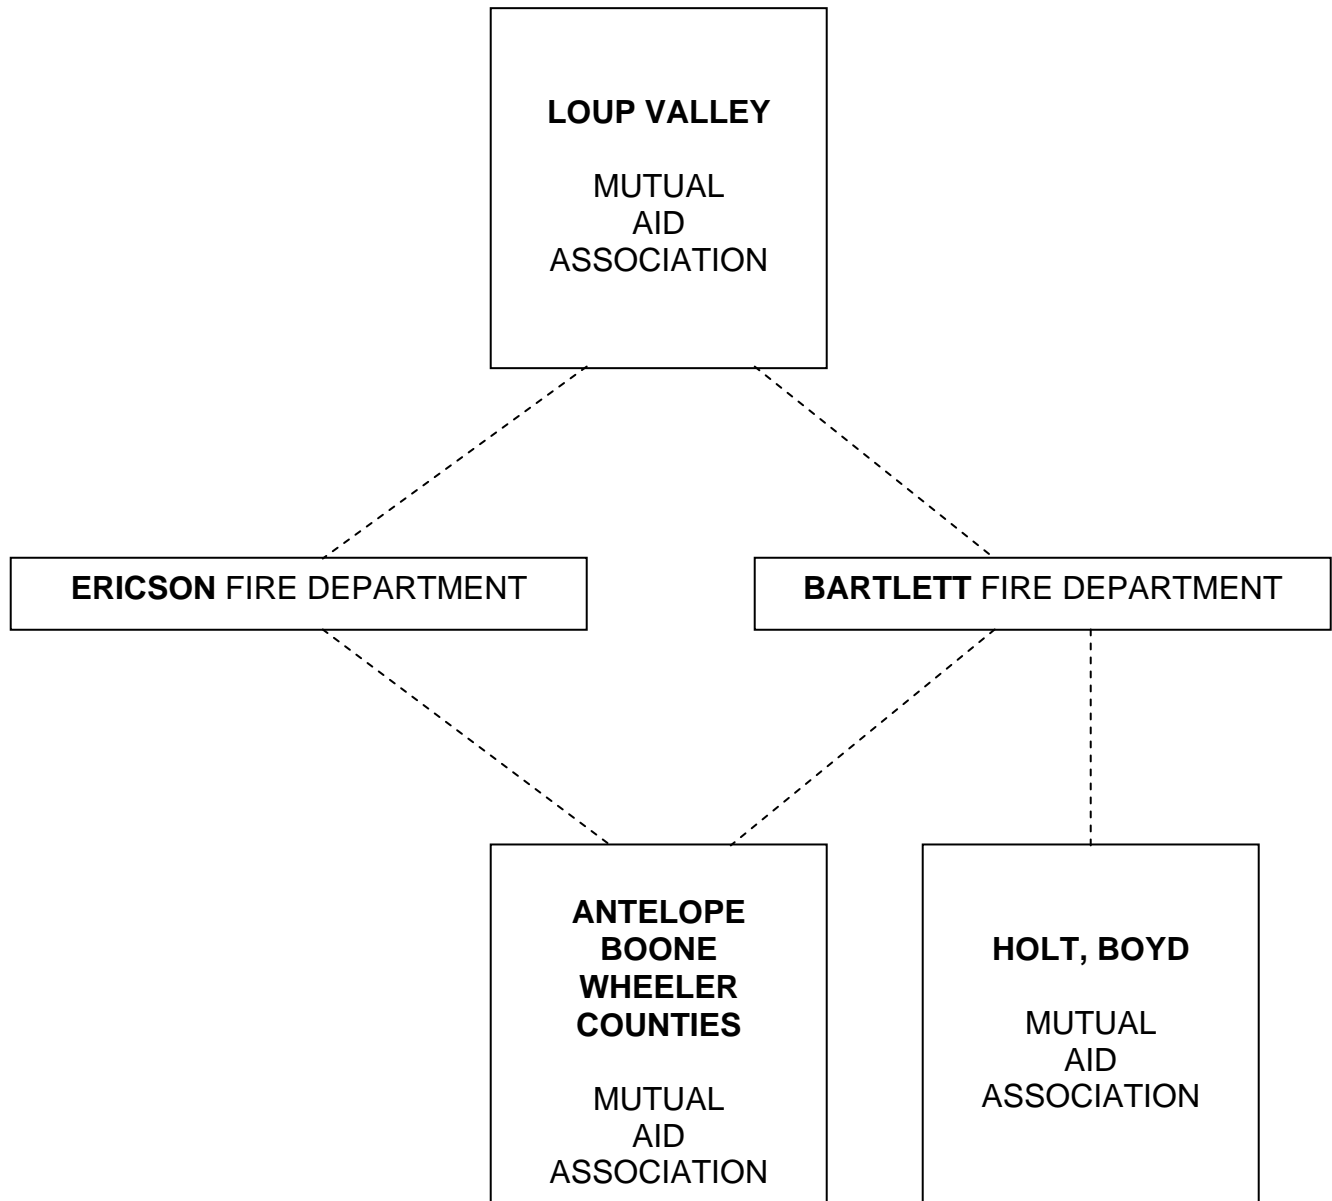 LOUP VALLEY
MUTUAL
AID
ASSOCIATION
ERICSON FIRE DEPARTMENT
BARTLETT FIRE DEPARTMENT
ANTELOPE
BOONE
WHEELER
COUNTIES
MUTUAL
AID
ASSOCIATION
HOLT, BOYD
MUTUAL
AID
ASSOCIATION